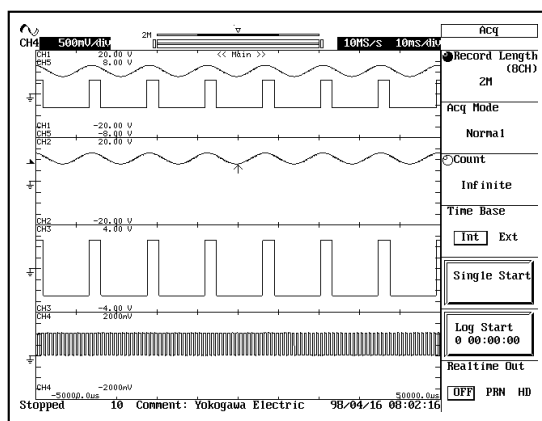 Acq
2M
CH4 500mV/div 10MS/s 10ms/div
<< Main >>
CH1 20.00 V
CH5 8.00 V
CH1 -20.00 V
CH5 -8.00 V
CH2 20.00 V
CH2 -20.00 V
CH3 4.00 V
CH3 -4.00 V
CH4 2000mV
CH4 -2000mV
-50000.0us 50000.0us
Stopped 10 Comment: Yokogawa Electric 98/04/16 08:02:16
Record Length
(8CH)
2M
Acq Mode
Normal
Count
Infinite
Time Base
Int Ext
Single Start
Log Start
0 00:00:00
Realtime Out
OFF PRN HD